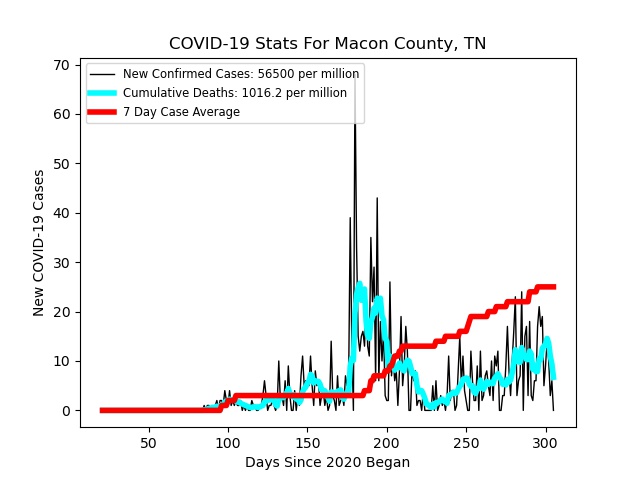 COVID-19 Stats For Macon County, TN
New Confirmed Cases: 56500 per million
Cumulative Deaths: 1016.2 per million
7 Day Case Average
New COVID-19 Cases
70
60
50
40
30
20
10
0
50 100 150 200 250 300
Days Since 2020 Began